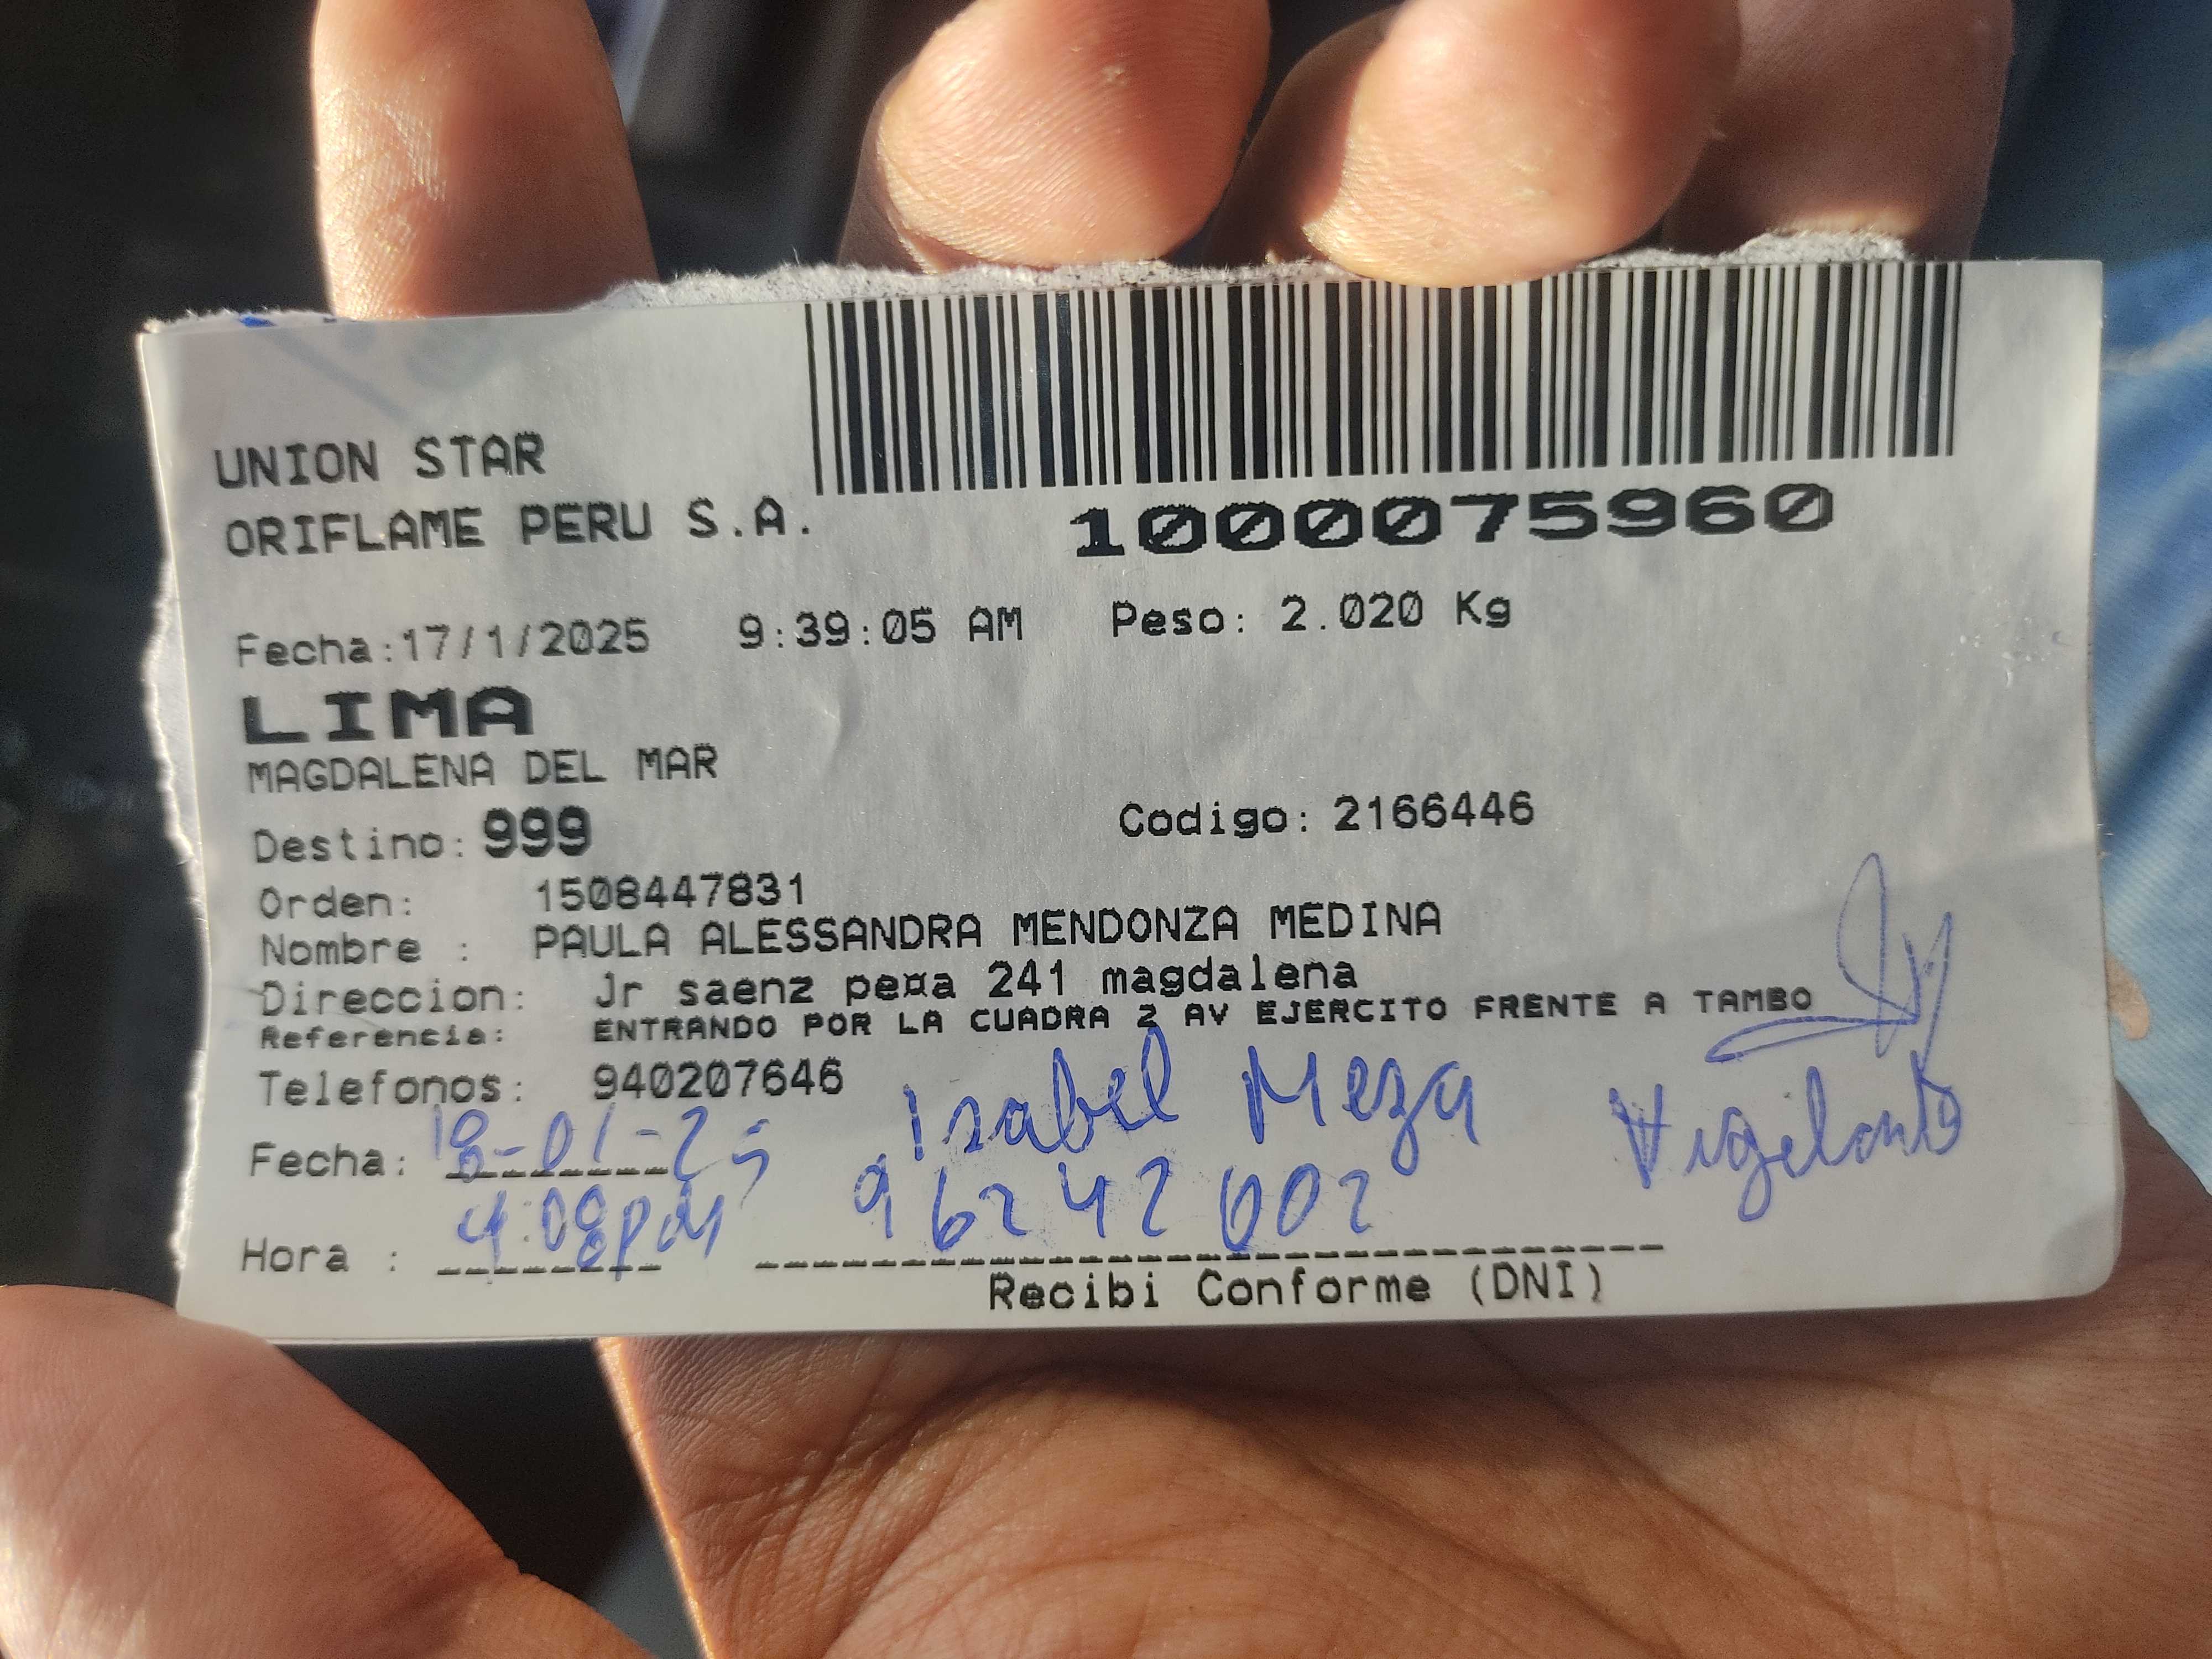 UNION STAR
ORIFLAME PERU S.A.
1000075960
Fecha:17/1/2025 9:39:05 AM Peso: 2.020 Kg
LIMA
MAGDALENA DEL MAR
Destino: 999 Codigo: 2166446
Orden: 1508447831
Nombre : PAULA ALESSANDRA MENDONZA MEDINA
Direccion: Jr saenz pe¤a 241 magdalena
Referencia: ENTRANDO POR LA CUADRA 2 AV EJERCITO FRENTE A TAMBO
Telefonos: 940207646
Isabel Meza
Vigilante
Fecha: 18-01-25
96242002
Hora : 4:08pm
Recibi Conforme (DNI)